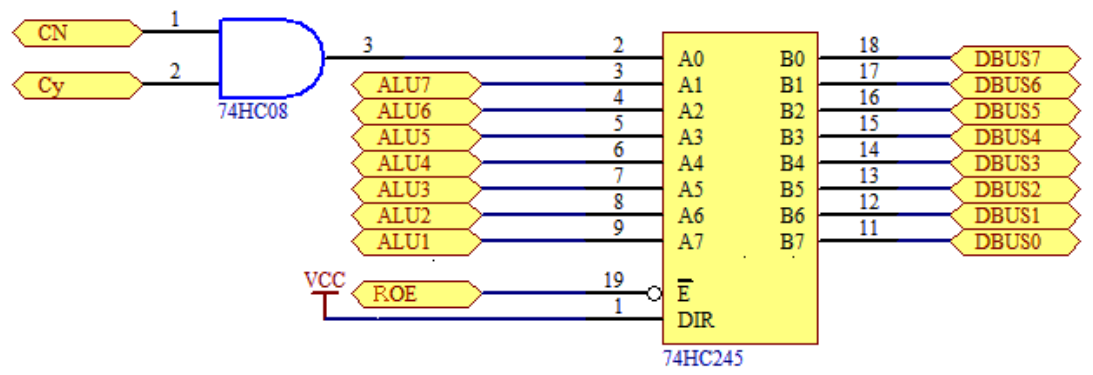 CN 1
Cy 2
3
74HC08
2 A0 B0 18 DBUS7
ALU7 3 A1 B1 17 DBUS6
ALU6 4 A2 B2 16 DBUS5
ALU5 5 A3 B3 15 DBUS4
ALU4 6 A4 B4 14 DBUS3
ALU3 7 A5 B5 13 DBUS2
ALU2 8 A6 B6 12 DBUS1
ALU1 9 A7 B7 11 DBUS0
VCC
ROE 19 E
1 DIR
74HC245